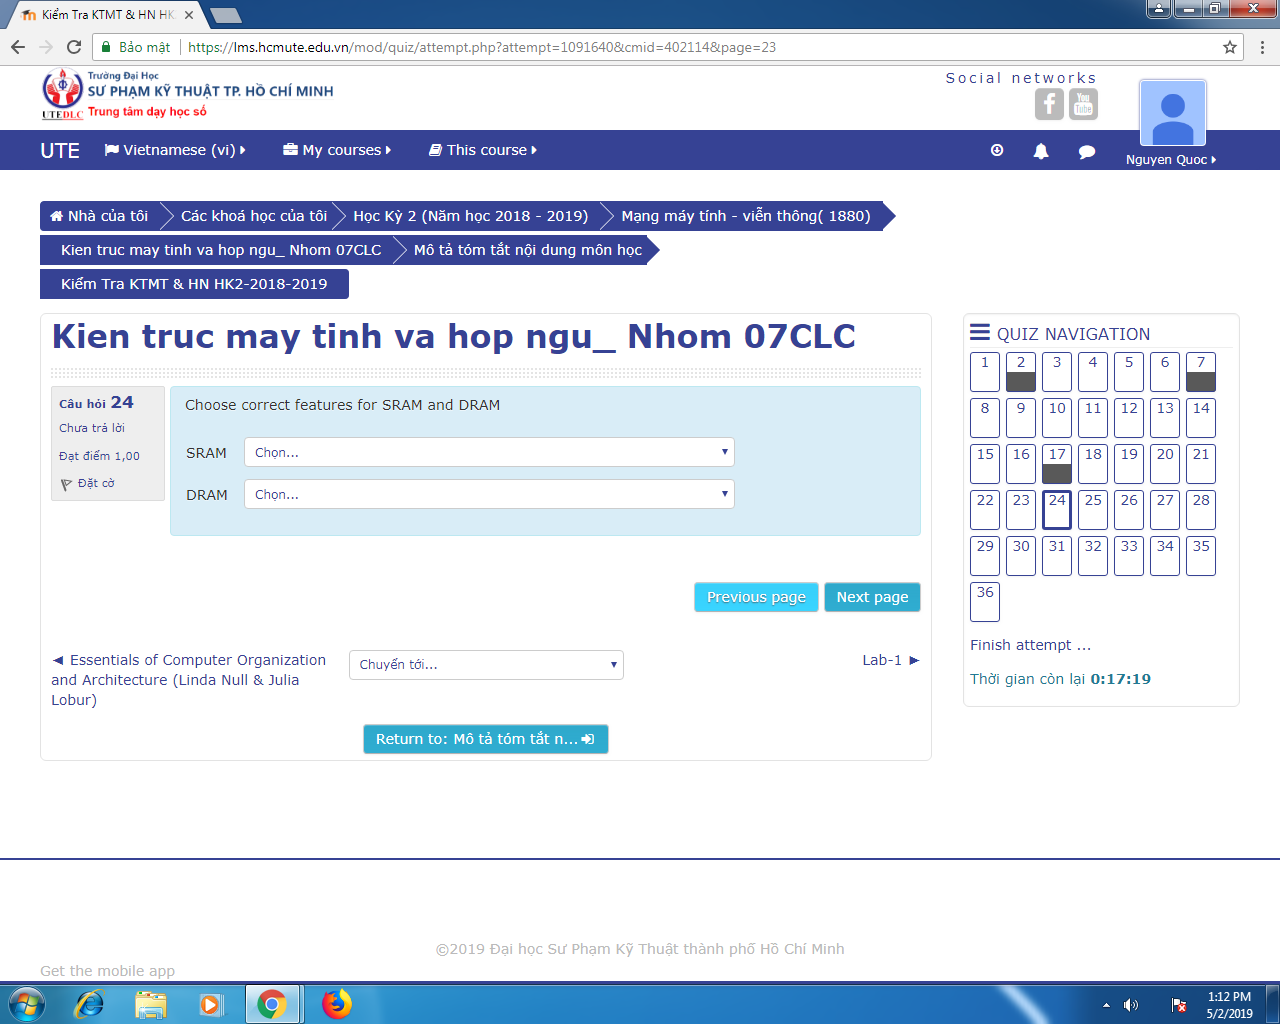 Kiểm Tra KTMT & HN HK
Bảo mật
https://lms.hcmute.edu.vn/mod/quiz/attempt.php?attempt=1091640&cmid=402114&page=23
Trường Đại Học
SƯ PHẠM KỸ THUẬT TP. HỒ CHÍ MINH
UTEDLC Trung tâm dạy học số
Social networks
You
Tube
UTE
Vietnamese (vi)
My courses
This course
Nguyen Quoc
Nhà của tôi
Các khoá học của tôi
Học Kỳ 2 (Năm học 2018 - 2019)
Mạng máy tính - viễn thông( 1880)
Kien truc may tinh va hop ngu_ Nhom 07CLC
Mô tả tóm tắt nội dung môn học
Kiểm Tra KTMT & HN HK2-2018-2019
Kien truc may tinh va hop ngu_ Nhom 07CLC
Câu hỏi 24
Chưa trả lời
Đạt điểm 1,00
Đặt cờ
Choose correct features for SRAM and DRAM
SRAM Chọn...
DRAM Chọn...
Previous page
Next page
◄ Essentials of Computer Organization
and Architecture (Linda Null & Julia
Lobur)
Chuyển tới...
Lab-1 ►
Return to: Mô tả tóm tắt n...
QUIZ NAVIGATION
1 2 3 4 5 6 7
8 9 10 11 12 13 14
15 16 17 18 19 20 21
22 23 24 25 26 27 28
29 30 31 32 33 34 35
36
Finish attempt ...
Thời gian còn lại 0:17:19
©2019 Đại học Sư Phạm Kỹ Thuật thành phố Hồ Chí Minh
Get the mobile app
1:12 PM
5/2/2019